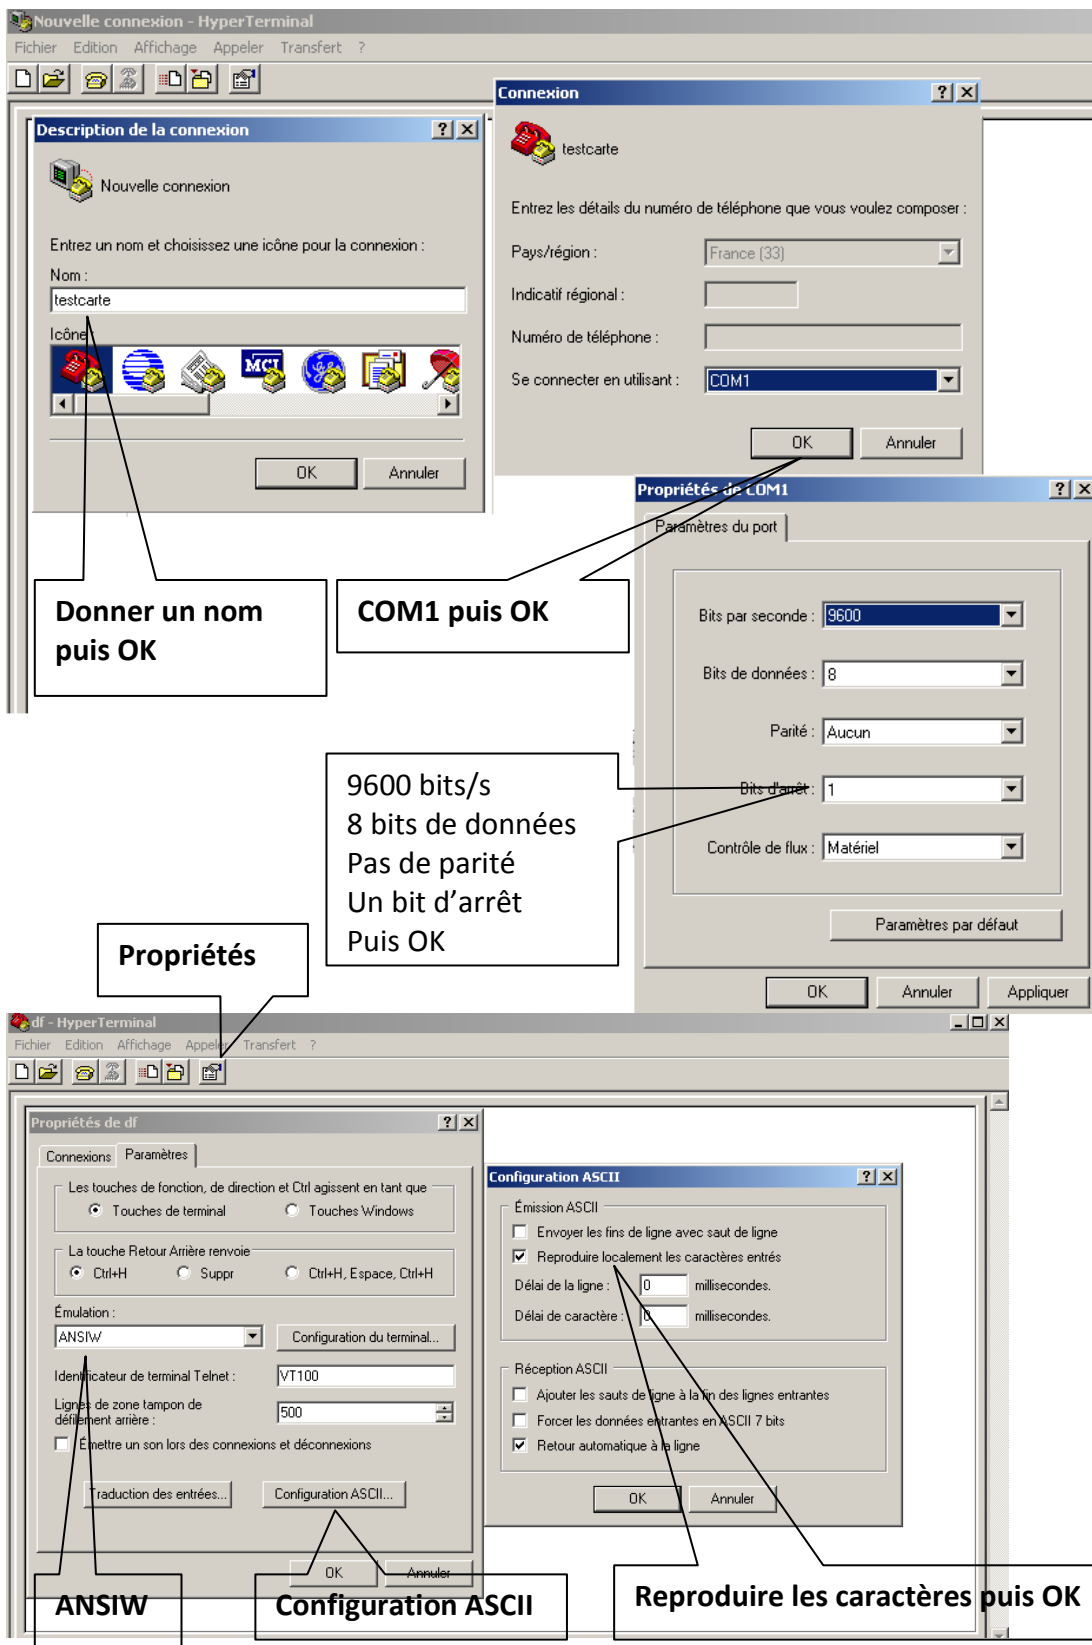 Nouvelle connexion - HyperTerminal
Fichier Edition Affichage Appeler Transfert ?
Description de la connexion
Nouvelle connexion
Entrez un nom et choisissez une icône pour la connexion :
Nom :
testcarte
Icône :
MCI
OK Annuler
Connexion
testcarte
Entrez les détails du numéro de téléphone que vous voulez composer :
Pays/région : France (33)
Indicatif régional :
Numéro de téléphone :
Se connecter en utilisant : COM1
OK Annuler
Donner un nom
puis OK
COM1 puis OK
Propriétés de COM1
Paramètres du port
Bits par seconde : 9600
Bits de données : 8
Parité : Aucun
Bits d'arrêt : 1
Contrôle de flux : Matériel
Paramètres par défaut
OK Annuler Appliquer
9600 bits/s
8 bits de données
Pas de parité
Un bit d’arrêt
Puis OK
Propriétés
df - HyperTerminal
Fichier Edition Affichage Appeler Transfert ?
Propriétés de df
Connexions Paramètres
Les touches de fonction, de direction et Ctrl agissent en tant que
Touches de terminal Touches Windows
La touche Retour Arrière renvoie
Ctrl+H Suppr Ctrl+H, Espace, Ctrl+H
Émulation :
ANSIW Configuration du terminal...
Identificateur de terminal Telnet : VT100
Lignes de zone tampon de
défilement arrière : 500
Émettre un son lors des connexions et déconnexions
Traduction des entrées... Configuration ASCII...
OK Annuler
Configuration ASCII
Émission ASCII
Envoyer les fins de ligne avec saut de ligne
Reproduire localement les caractères entrés
Délai de la ligne : 0 millisecondes.
Délai de caractère : 0 millisecondes.
Réception ASCII
Ajouter les sauts de ligne à la fin des lignes entrantes
Forcer les données entrantes en ASCII 7 bits
Retour automatique à la ligne
OK Annuler
ANSIW
Configuration ASCII
Reproduire les caractères puis OK